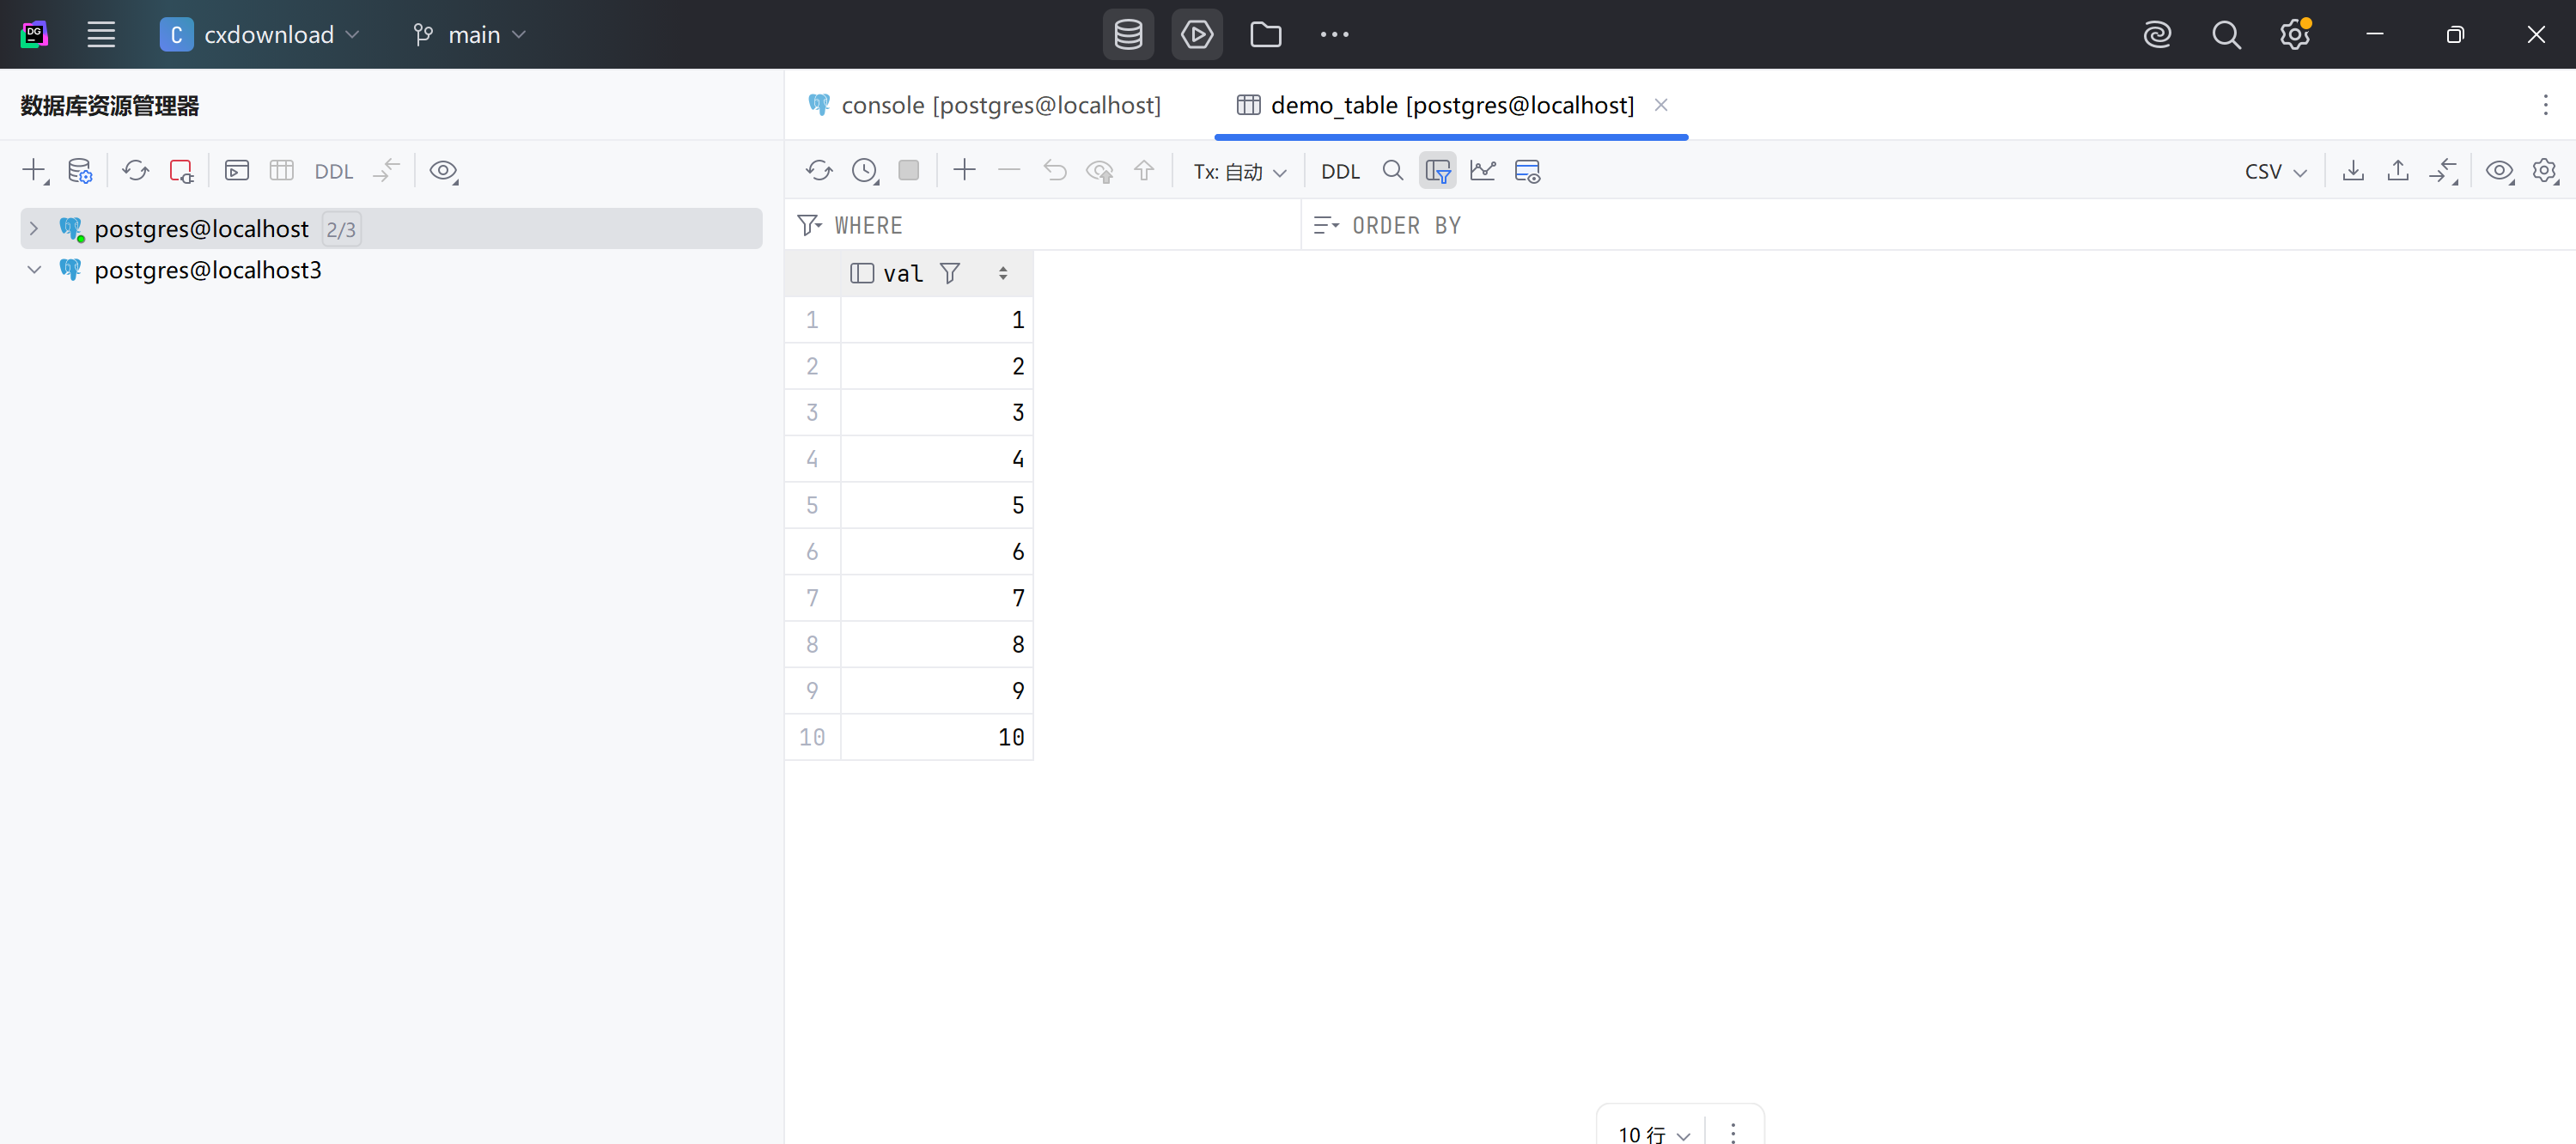 DG
C cxdownload main
数据库资源管理器
DDL
postgres@localhost 2/3
postgres@localhost3
console [postgres@localhost] demo_table [postgres@localhost]
Tx: 自动 DDL CSV
WHERE ORDER BY
val
1 1
2 2
3 3
4 4
5 5
6 6
7 7
8 8
9 9
10 10
10 行